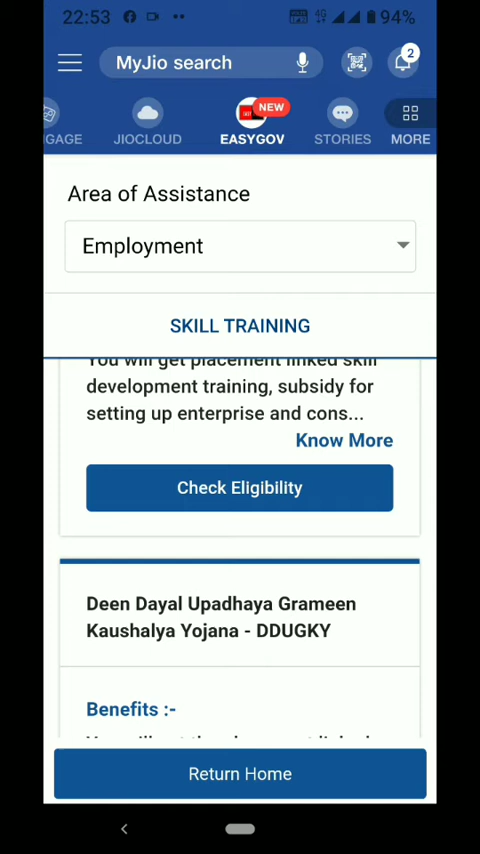 22:53 4G 94%
MyJio search 2
GAGE JIOCLOUD EASYGOV NEW STORIES MORE
Area of Assistance
Employment
SKILL TRAINING
You will get placement linked skill
development training, subsidy for
setting up enterprise and cons...
Know More
Check Eligibility
Deen Dayal Upadhaya Grameen
Kaushalya Yojana - DDUGKY
Benefits :-
Return Home